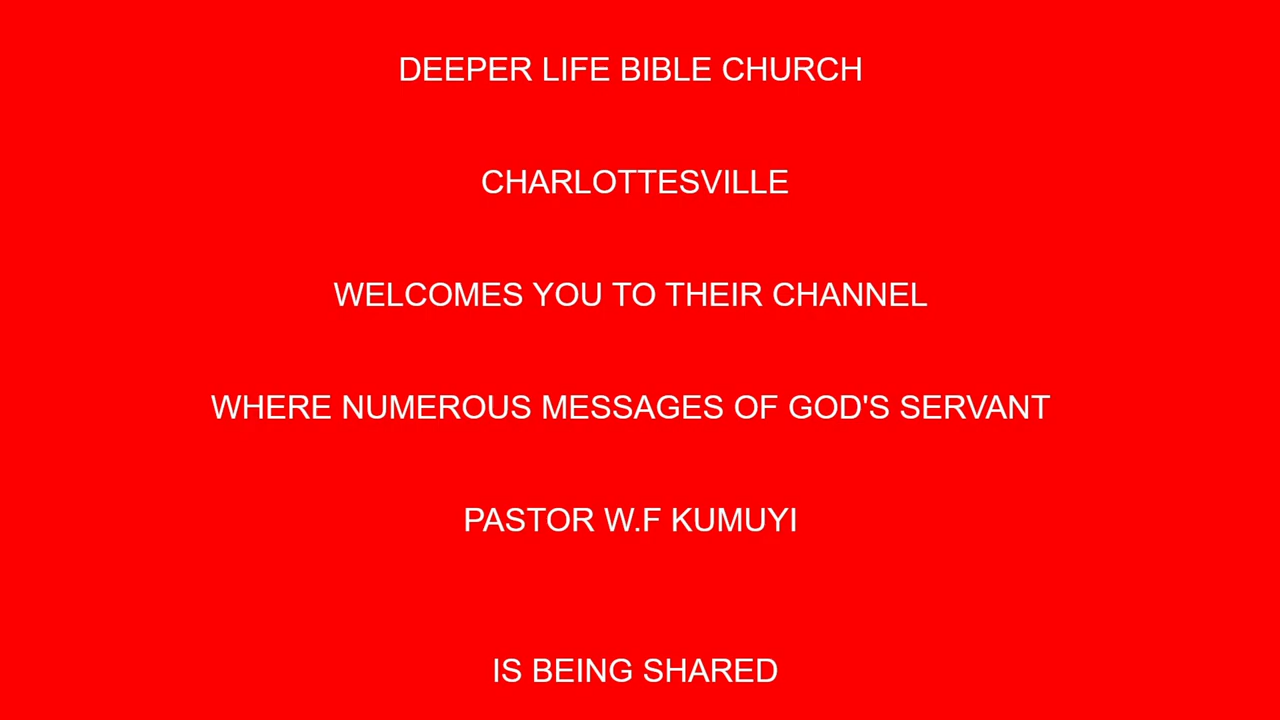 DEEPER LIFE BIBLE CHURCH
CHARLOTTESVILLE
WELCOMES YOU TO THEIR CHANNEL
WHERE NUMEROUS MESSAGES OF GOD'S SERVANT
PASTOR W.F KUMUYI
IS BEING SHARED